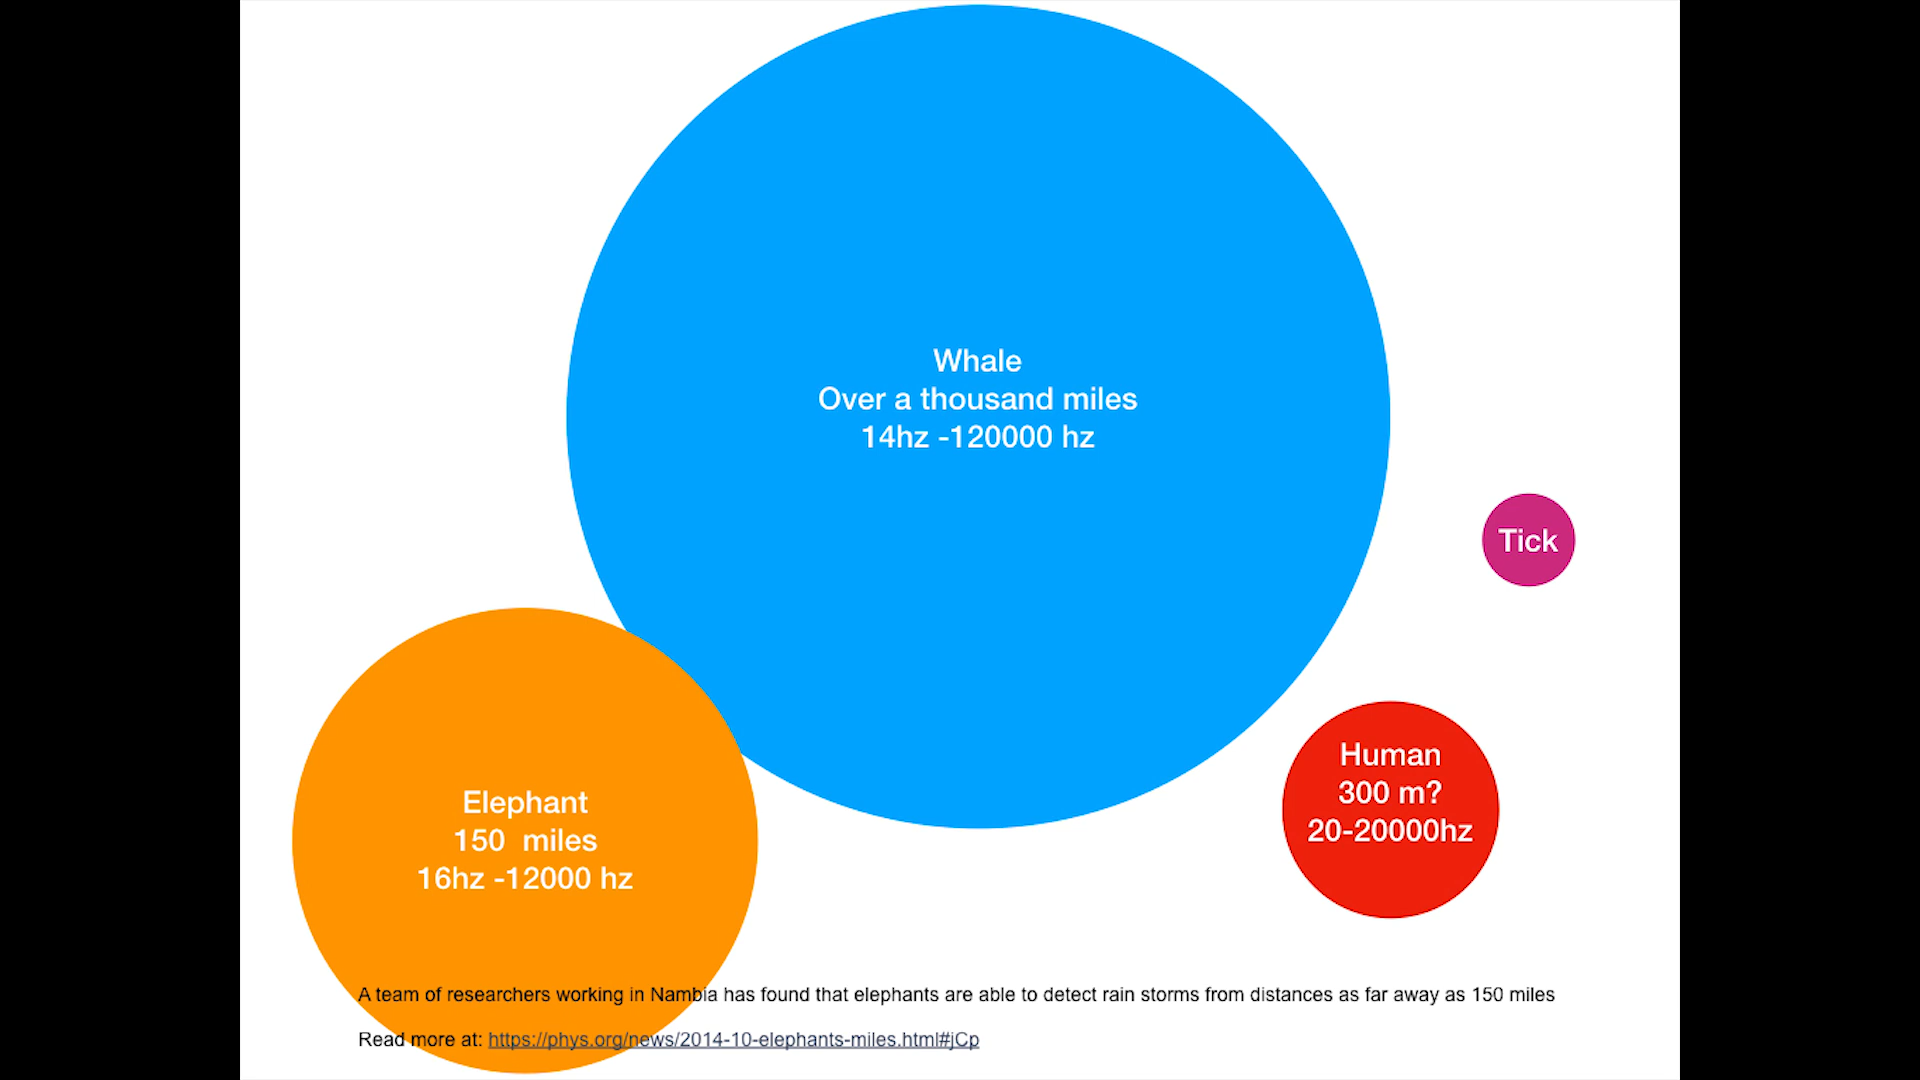 Whale
Over a thousand miles
14hz -120000 hz
Tick
Human
300 m?
20-20000hz
Elephant
150  miles
16hz -12000 hz
A team of researchers working in Nambia has found that elephants are able to detect rain storms from distances as far away as 150 miles
Read more at: https://phys.org/news/2014-10-elephants-miles.html#jCp